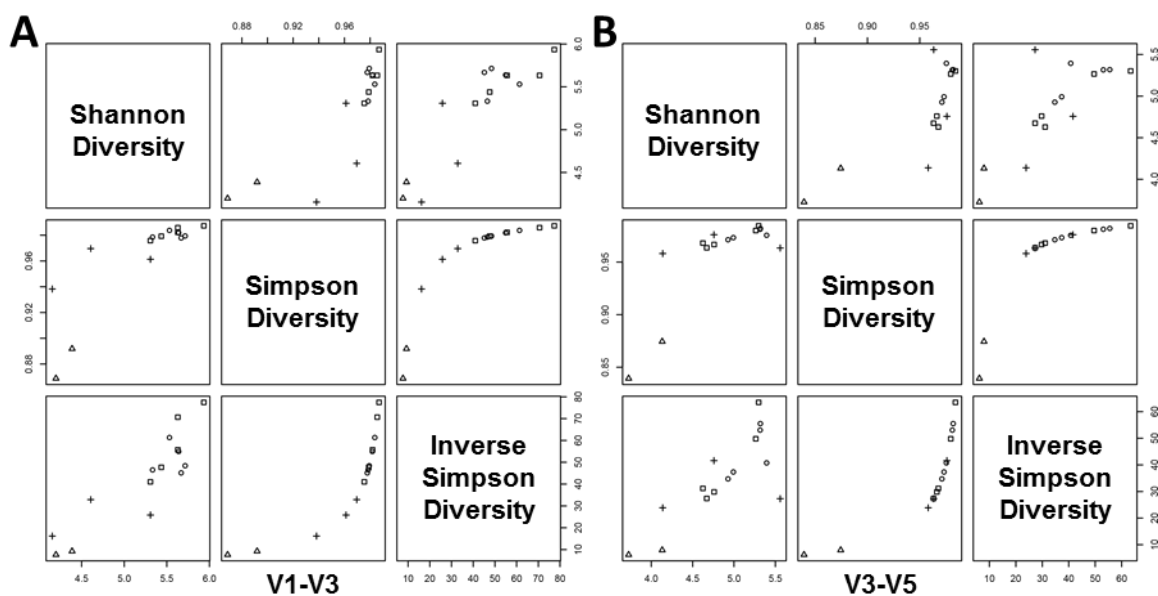 A
0.88 0.92 0.96
B
0.85 0.90 0.95
Shannon
Diversity
4.5 5.0 5.5 6.0
Shannon
Diversity
4.0 4.5 5.0 5.5
0.88 0.92 0.96
Simpson
Diversity
0.85 0.90 0.95
Simpson
Diversity
Inverse
Simpson
Diversity
10 20 30 40 50 60 70 80
Inverse
Simpson
Diversity
10 20 30 40 50 60
4.5 5.0 5.5 6.0
10 20 30 40 50 60 70 80
4.0 4.5 5.0 5.5
10 20 30 40 50 60
V1-V3
V3-V5